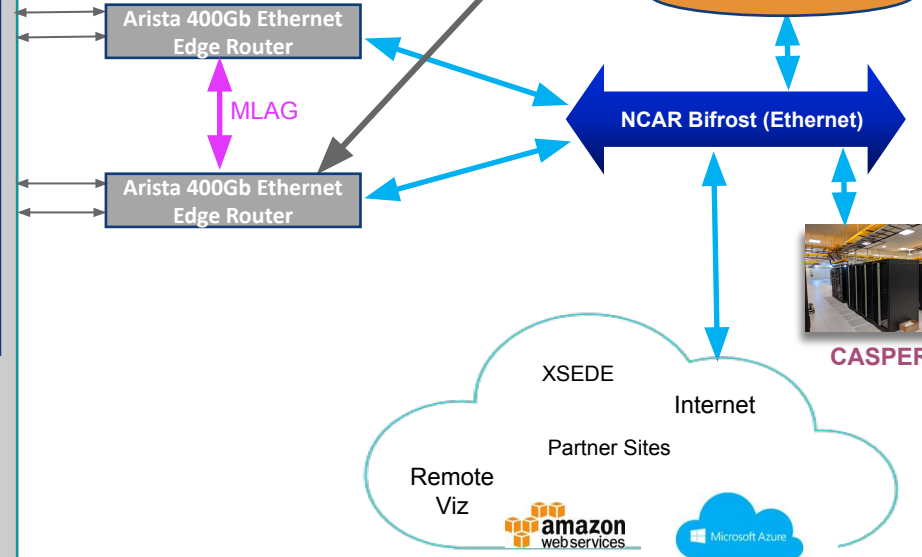 Arista 400Gb Ethernet
Edge Router
MLAG
NCAR Bifrost (Ethernet)
Arista 400Gb Ethernet
Edge Router
CASPER
XSEDE
Internet
Partner Sites
Remote
Viz
amazon
webservices
Microsoft Azure